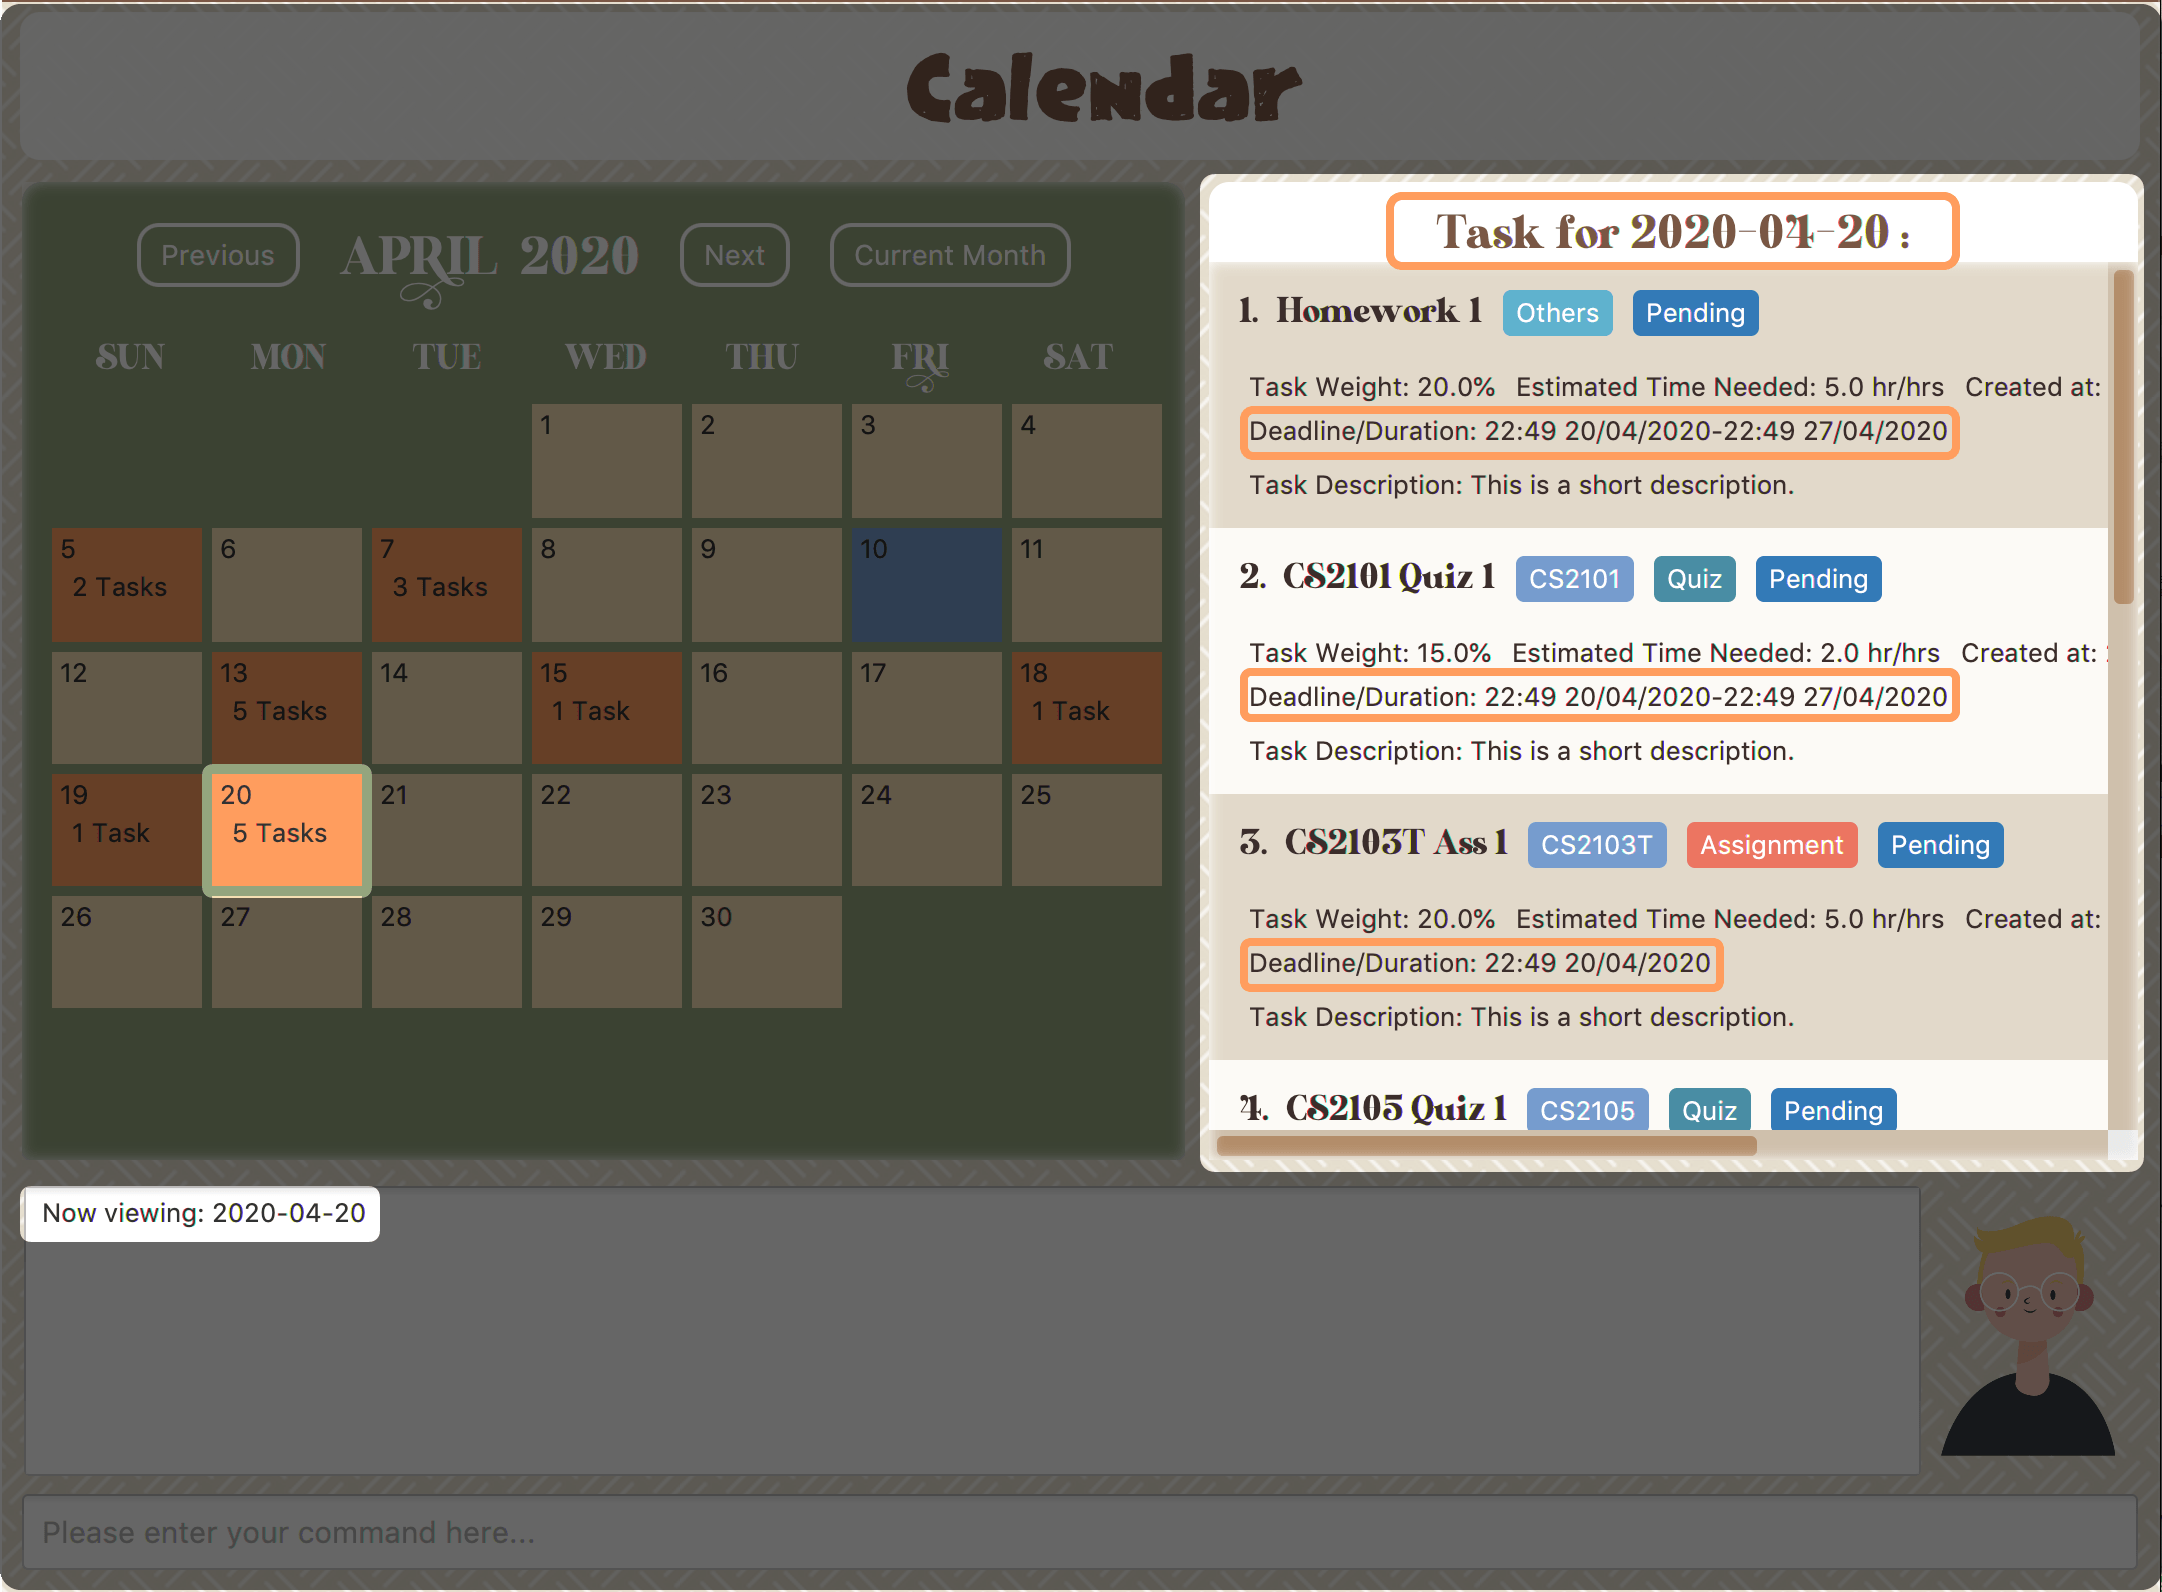 Calendar
Previous APRIL 2020 Next Current Month
SUN MON TUE WED THU FRI SAT
1 2 3 4
5 6 7 8 9 10 11
2 Tasks 3 Tasks
12 13 14 15 16 17 18
5 Tasks 1 Task 1 Task
19 20 21 22 23 24 25
1 Task 5 Tasks
26 27 28 29 30
Task for 2020-04-20 :
1. Homework 1 Others Pending
Task Weight: 20.0% Estimated Time Needed: 5.0 hr/hrs Created at:
Deadline/Duration: 22:49 20/04/2020-22:49 27/04/2020
Task Description: This is a short description.
2. CS2101 Quiz 1 CS2101 Quiz Pending
Task Weight: 15.0% Estimated Time Needed: 2.0 hr/hrs Created at:
Deadline/Duration: 22:49 20/04/2020-22:49 27/04/2020
Task Description: This is a short description.
3. CS2103T Ass 1 CS2103T Assignment Pending
Task Weight: 20.0% Estimated Time Needed: 5.0 hr/hrs Created at:
Deadline/Duration: 22:49 20/04/2020
Task Description: This is a short description.
4. CS2105 Quiz 1 CS2105 Quiz Pending
Now viewing: 2020-04-20
Please enter your command here...